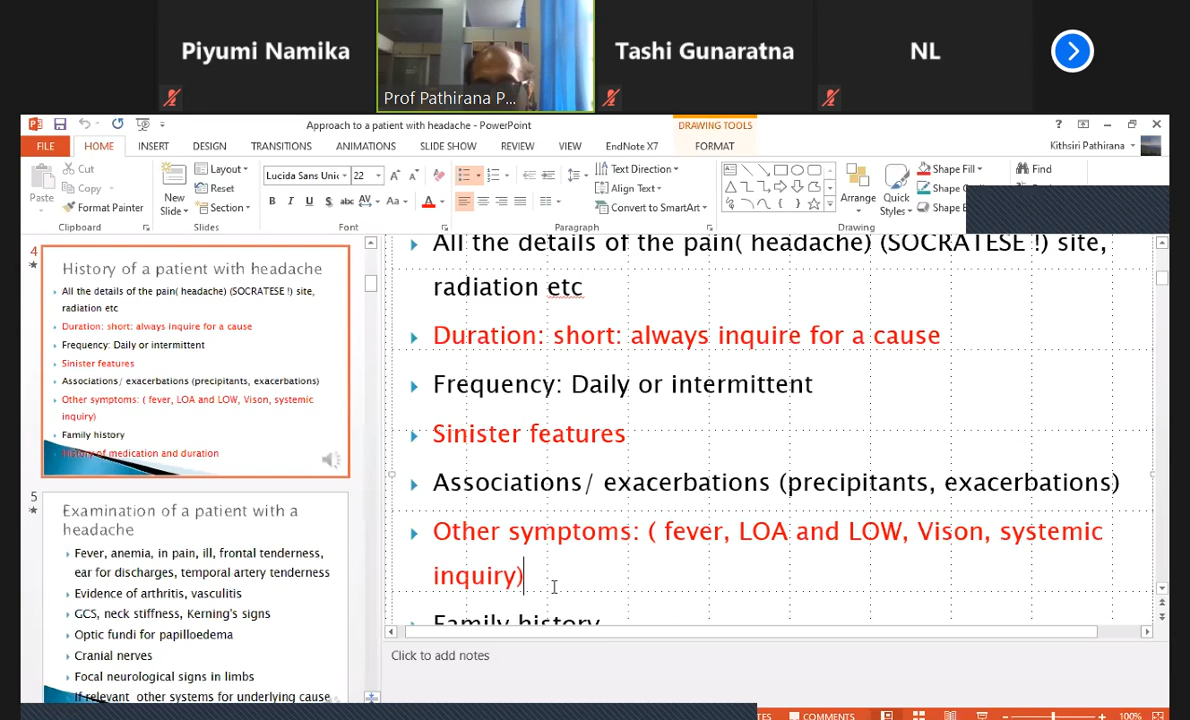 Piyumi Namika
Prof Pathirana P...
Tashi Gunaratna
NL
Approach to a patient with headache - PowerPoint
DRAWING TOOLS
?
FILE HOME INSERT DESIGN TRANSITIONS ANIMATIONS SLIDE SHOW REVIEW VIEW EndNote X7 FORMAT
Kithsiri Pathirana
Paste
Cut
Copy
Format Painter
Clipboard
New
Slide
Layout
Reset
Section
Slides
Lucida Sans Unic 22
B I U S abc AV Aa A
Font
Text Direction
Align Text
Convert to SmartArt
Paragraph
Arrange
Quick
Styles
Shape Fill
Shape
Shape
Drawing
Find
4
History of a patient with headache
All the details of the pain( headache) (SOCRATESE !) site,
radiation etc
Duration: short: always inquire for a cause
Frequency: Daily or intermittent
Sinister features
Associations/ exacerbations (precipitants, exacerbations)
Other symptoms: ( fever, LOA and LOW, Vison, systemic
inquiry)
Family history
History of medication and duration
5
Examination of a patient with a
headache
Fever, anemia, in pain, ill, frontal tenderness,
ear for discharges, temporal artery tenderness
Evidence of arthritis, vasculitis
GCS, neck stiffness, Kerning's signs
Optic fundi for papilloedema
Cranial nerves
Focal neurological signs in limbs
If relevant other systems for underlying cause
All the details of the pain( headache) (SOCRATESE !) site,
radiation etc
Duration: short: always inquire for a cause
Frequency: Daily or intermittent
Sinister features
Associations/ exacerbations (precipitants, exacerbations)
Other symptoms: ( fever, LOA and LOW, Vison, systemic
inquiry)
Family history
Click to add notes
COMMENTS
100%